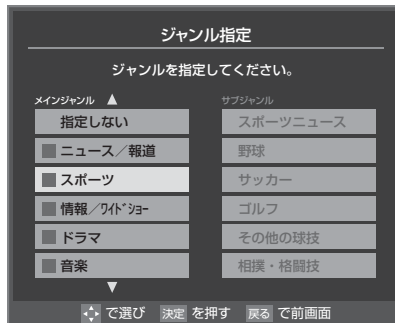 ジャンル指定
ジャンルを指定してください。
メインジャンル ▲
サブジャンル
指定しない
スポーツニュース
ニュース／報道
野球
スポーツ
サッカー
情報／ワイドショー
ゴルフ
ドラマ
その他の球技
音楽
相撲・格闘技
▼
で選び 決定 を押す 戻る で前画面